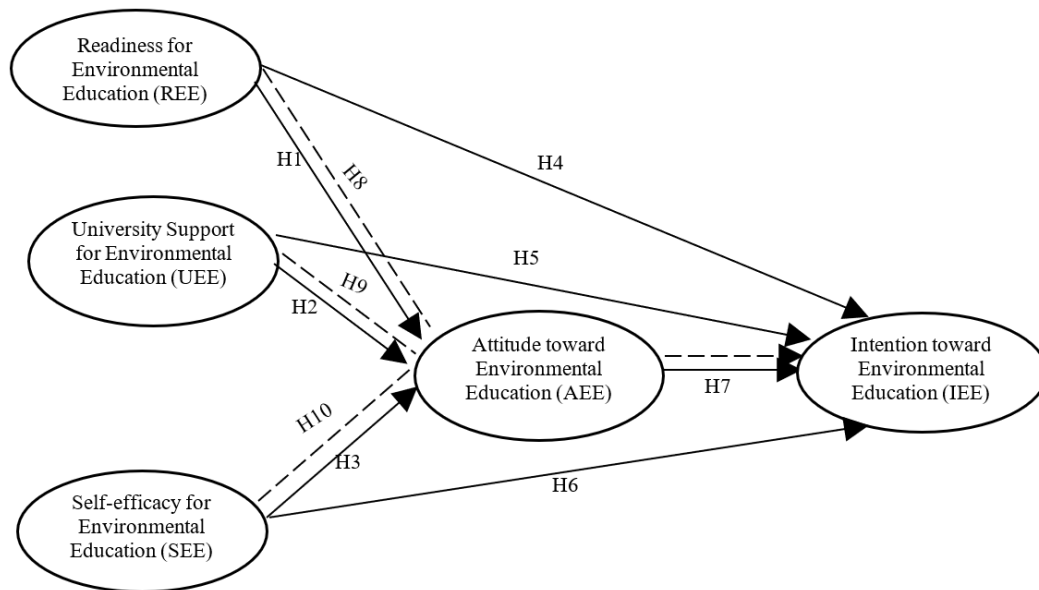 Readiness for
Environmental
Education (REE)
H1
H8
H4
University Support
for Environmental
Education (UEE)
H5
H9
H2
Attitude toward
Environmental
Education (AEE)
H7
Intention toward
Environmental
Education (IEE)
H10
H3
H6
Self-efficacy for
Environmental
Education (SEE)